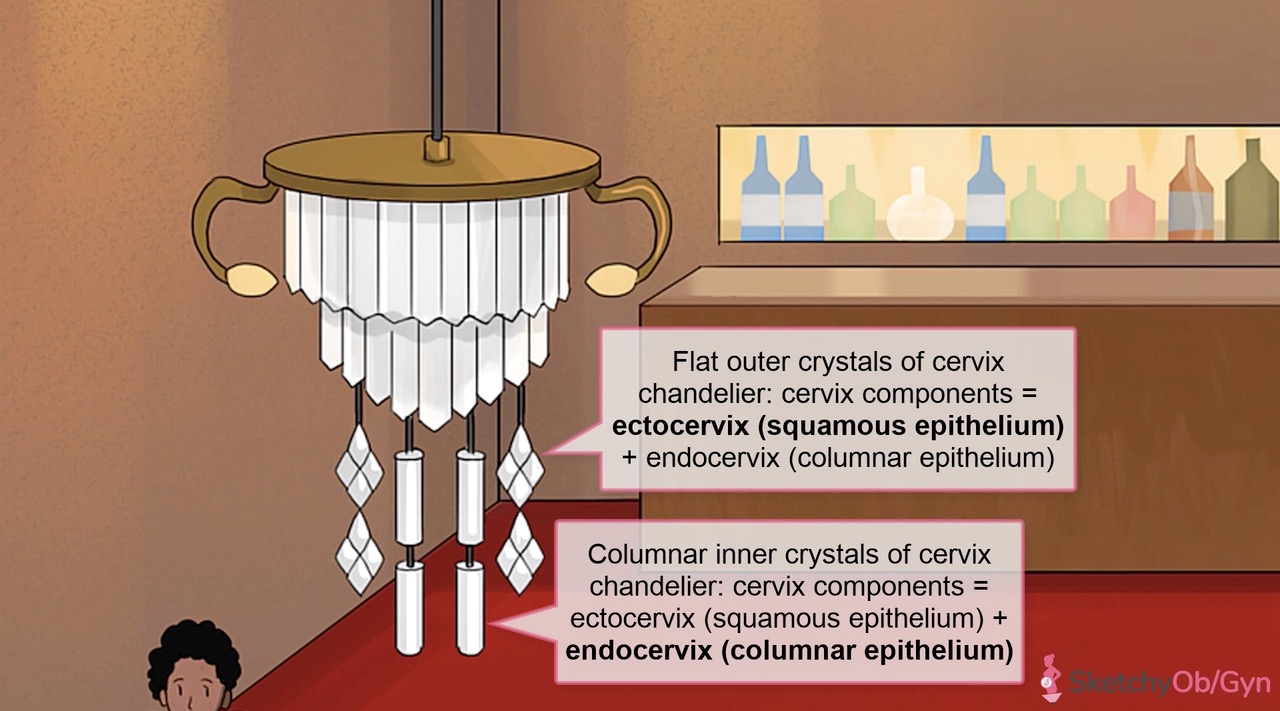 Flat outer crystals of cervix
chandelier: cervix components =
ectocervix (squamous epithelium)
+ endocervix (columnar epithelium)
Columnar inner crystals of cervix
chandelier: cervix components =
ectocervix (squamous epithelium) +
endocervix (columnar epithelium)
SketchyOb/Gyn